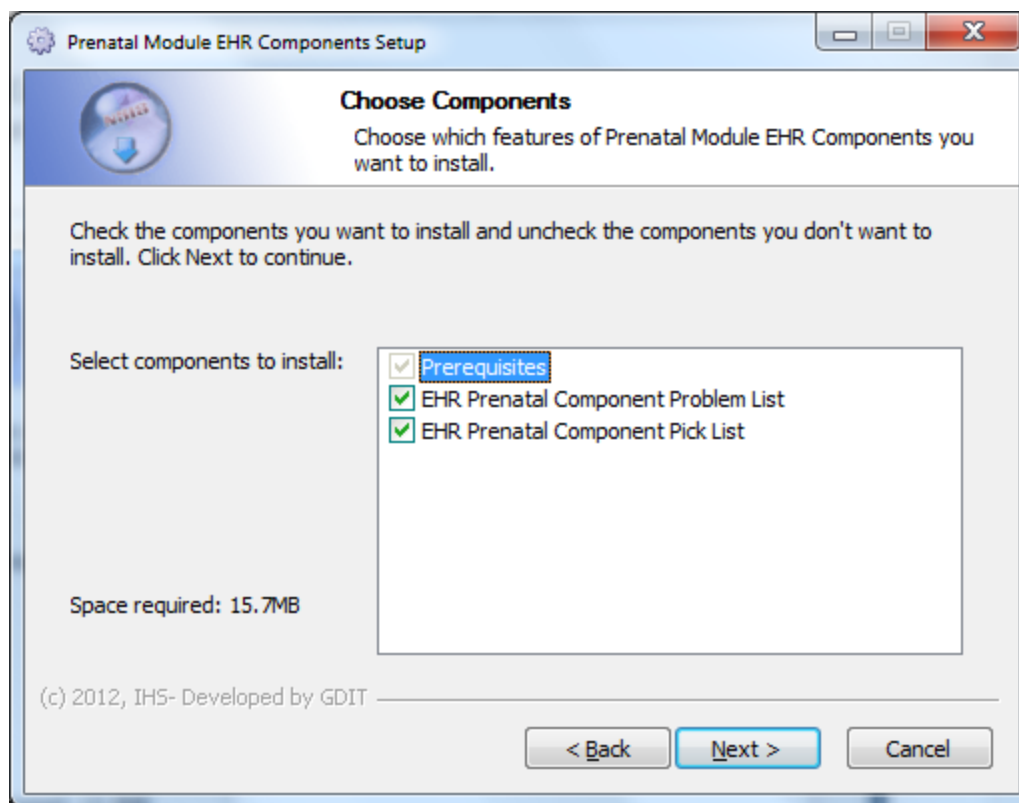 Prenatal Module EHR Components Setup
Choose Components
Choose which features of Prenatal Module EHR Components you
want to install.
Check the components you want to install and uncheck the components you don't want to
install. Click Next to continue.
Select components to install:
Prerequisites
EHR Prenatal Component Problem List
EHR Prenatal Component Pick List
Space required: 15.7MB
(c) 2012, IHS- Developed by GDIT
< Back
Next >
Cancel